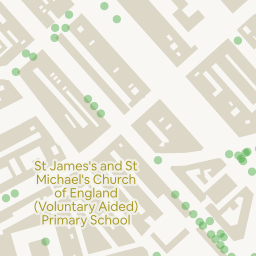 St James's and St
Michael's Church
of England
(Voluntary Aided)
Primary School